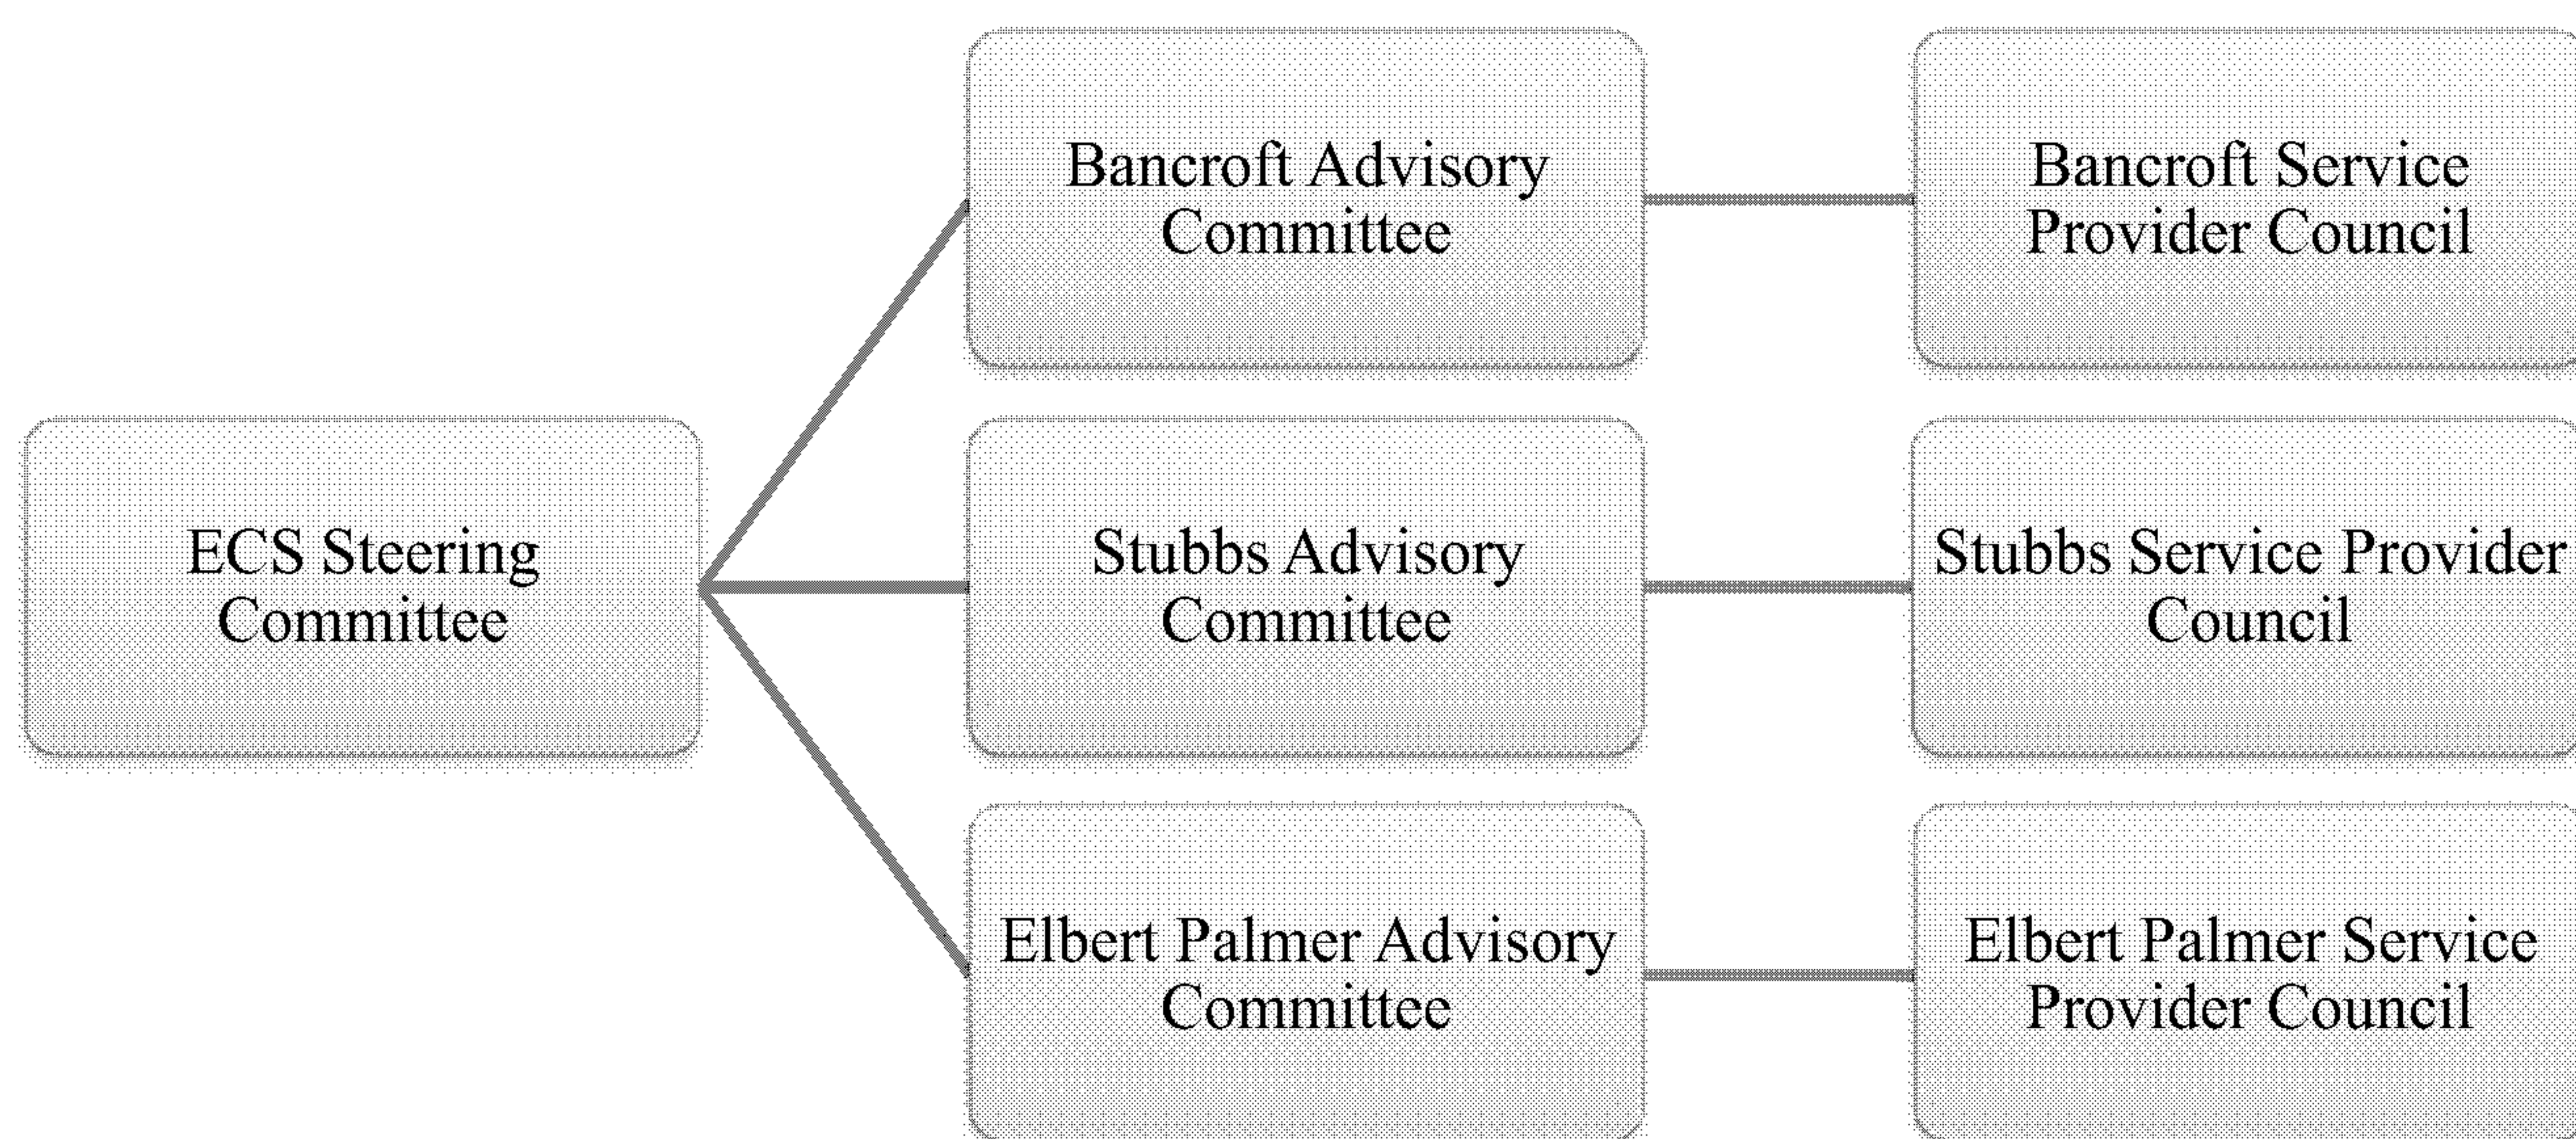 Bancroft Advisory
Committee
Bancroft Service
Provider Council
ECS Steering
Committee
Stubbs Advisory
Committee
Stubbs Service Provider
Council
Elbert Palmer Advisory
Committee
Elbert Palmer Service
Provider Council